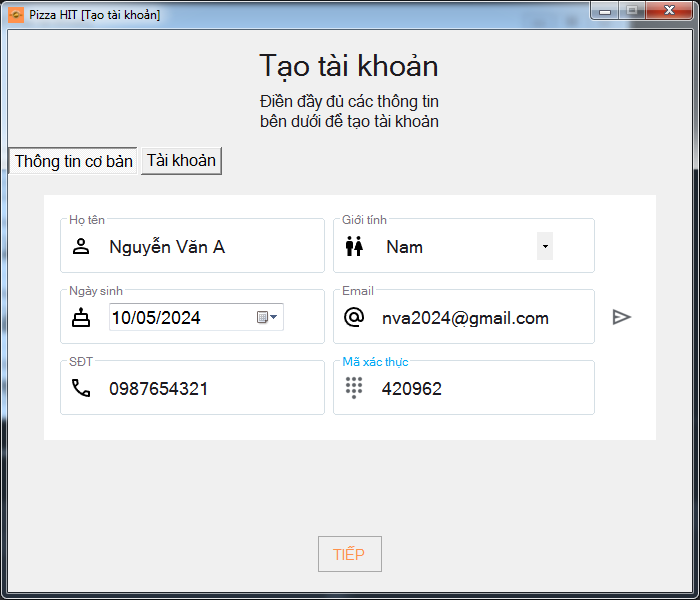 Pizza HIT [Tạo tài khoản]
Tạo tài khoản
Điền đầy đủ các thông tin
bên dưới để tạo tài khoản
Thông tin cơ bản
Tài khoản
Họ tên
Giới tính
Nguyễn Văn A
Nam
Ngày sinh
Email
10/05/2024
nva2024@gmail.com
SĐT
Mã xác thực
0987654321
420962
TIẾP